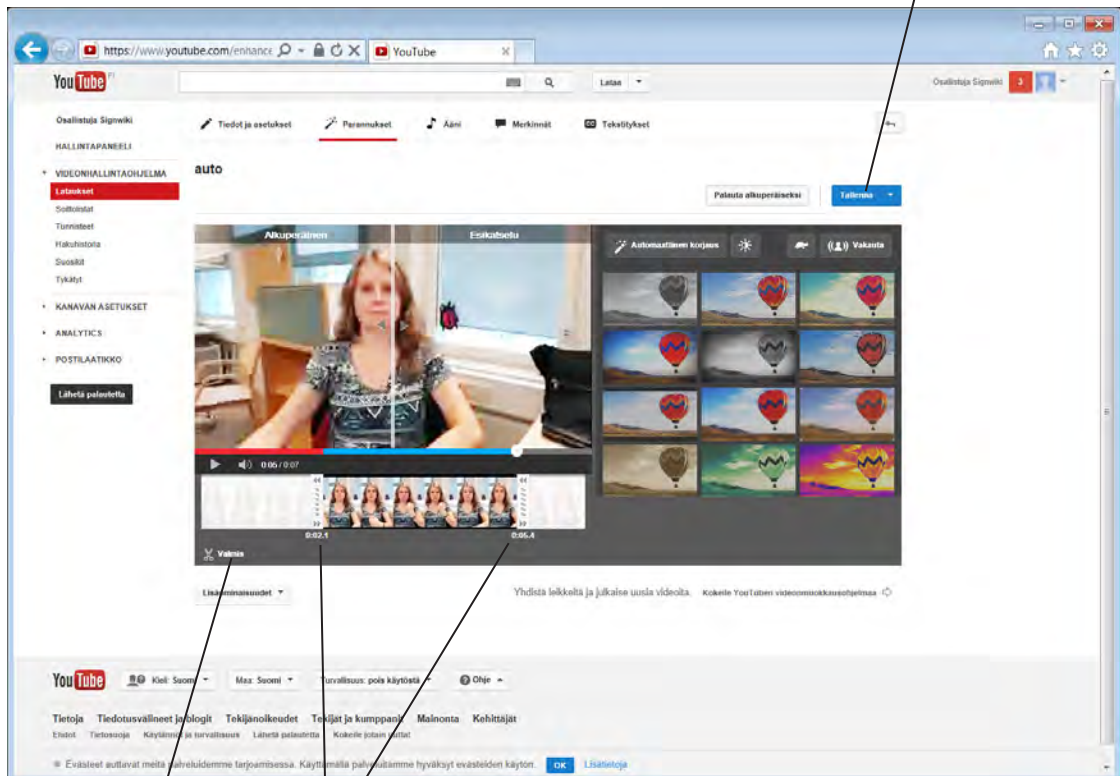 https://www.youtube.com/enhance
YouTube
YouTube FI
Lataa
Osallistuja Signwiki
3
Osallistuja Signwiki
HALLINTAPANEELI
VIDEONHALLINTAOHJELMA
Lataukset
Soittolistat
Tunnisteet
Hakuhistoria
Suosikit
Tykätyt
KANAVAN ASETUKSET
ANALYTICS
POSTILAATIKKO
Lähetä palautetta
Tiedot ja asetukset Parannukset Ääni Merkinnät CC Tekstitykset
auto
Palauta alkuperäiseksi Tallenna
Alkuperäinen Esikatselu
Automaattinen korjaus Vakauta
0:05 / 0:07
0:02.1 0:05.4
Valmis
Lisäominaisuudet
Yhdistä leikkeitä ja julkaise uusia videoita. Kokeile YouTuben videonmuokkausohjelmaa
YouTube Kieli: Suomi Maa: Suomi Turvallisuus: pois käytöstä Ohje
Tietoja Tiedotusvälineet ja blogit Tekijänoikeudet Tekijät ja kumppanit Mainonta Kehittäjät
Ehdot Tietosuoja Käytännöt ja turvallisuus Lähetä palautetta Kokeile jotain uutta!
Evästeet auttavat meitä palveluidemme tarjoamisessa. Käyttämällä palveluitamme hyväksyt evästeiden käytön. OK Lisätietoja